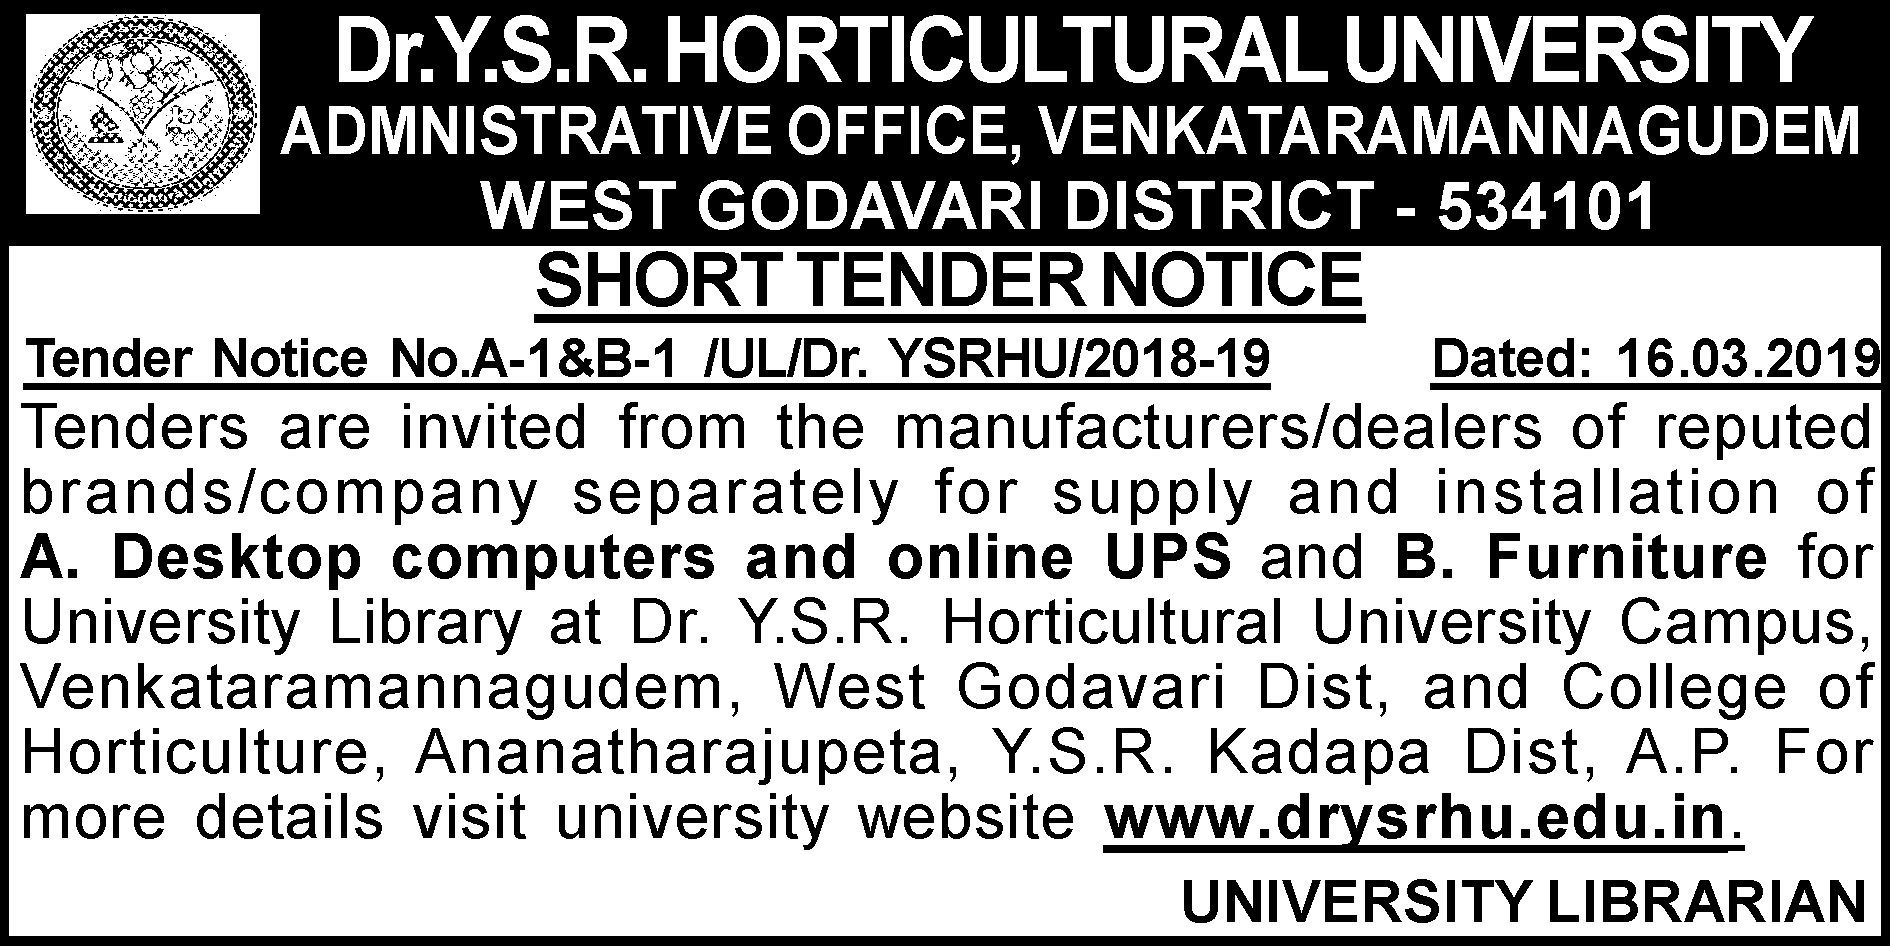 Dr.Y.S.R. HORTICULTURAL UNIVERSITY
ADMNISTRATIVE OFFICE, VENKATARAMANNAGUDEM
WEST GODAVARI DISTRICT - 534101
SHORT TENDER NOTICE
Tender Notice No.A-1&B-1 /UL/Dr. YSRHU/2018-19 Dated: 16.03.2019
Tenders are invited from the manufacturers/dealers of reputed
brands/company separately for supply and installation of
A. Desktop computers and online UPS and B. Furniture for
University Library at Dr. Y.S.R. Horticultural University Campus,
Venkataramannagudem, West Godavari Dist, and College of
Horticulture, Ananatharajupeta, Y.S.R. Kadapa Dist, A.P. For
more details visit university website www.drysrhu.edu.in.
UNIVERSITY LIBRARIAN